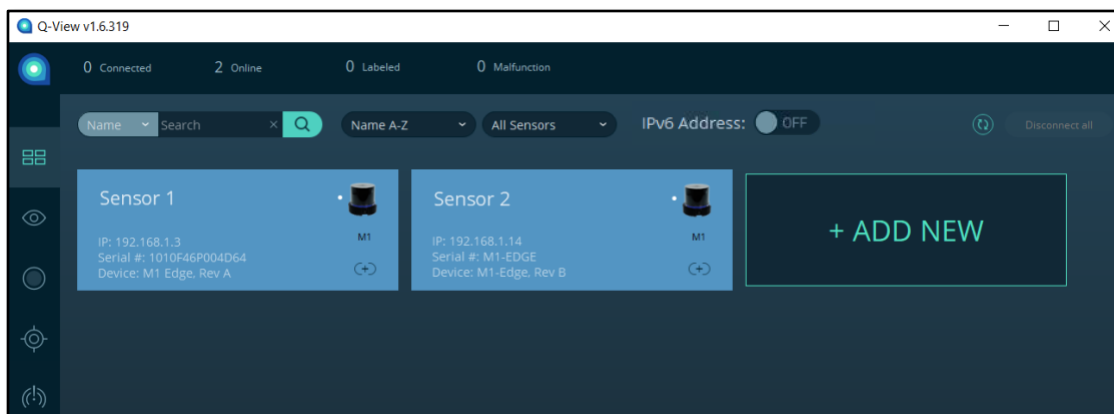 Q-View v1.6.319
0 Connected 2 Online 0 Labeled 0 Malfunction
Name Search × Name A-Z All Sensors IPv6 Address: OFF Disconnect all
Sensor 1
M1
IP: 192.168.1.3
Serial #: 1010F46P004D64
Device: M1 Edge. Rev A
Sensor 2
M1
IP: 192.168.1.14
Serial #: M1-EDGE
Device: M1-Edge. Rev B
+ ADD NEW